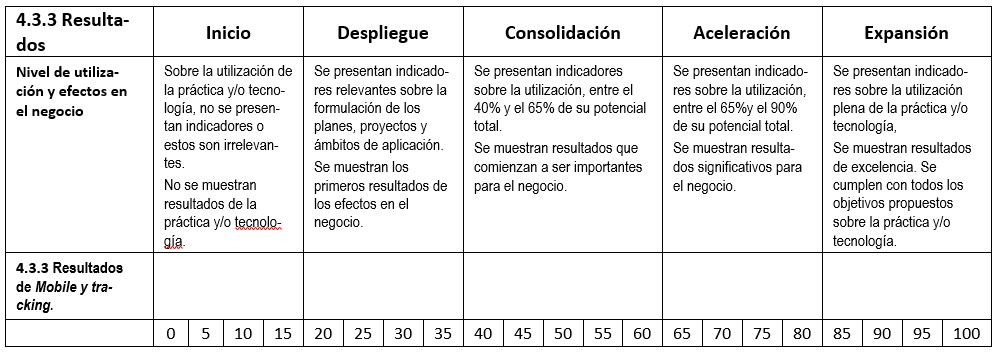 4.3.3 Resulta-
dos
Inicio
Despliegue
Consolidación
Aceleración
Expansión
Nivel de utiliza-
ción y efectos en
el negocio
Sobre la utilización de
la práctica y/o tecno-
logía, no se presen-
tan indicadores o
estos son irrelevan-
tes.
No se muestran
resultados de la
práctica y/o tecnolo-
gía.
Se presentan indicado-
res relevantes sobre la
formulación de los
planes, proyectos y
ámbitos de aplicación.
Se muestran los
primeros resultados de
los efectos en el
negocio.
Se presentan indicadores
sobre la utilización, entre el
40% y el 65% de su potencial
total.
Se muestran resultados que
comienzan a ser importantes
para el negocio.
Se presentan indicado-
res sobre la utilización,
entre el 65%y el 90%
de su potencial total.
Se muestran resulta-
dos significativos para
el negocio.
Se presentan indicado-
res sobre la utilización
plena de la práctica y/o
tecnología,
Se muestran resultados
de excelencia. Se
cumplen con todos los
objetivos propuestos
sobre la práctica y/o
tecnología.
4.3.3 Resultados
de Mobile y tra-
cking.
0 5 10 15 20 25 30 35 40 45 50 55 60 65 70 75 80 85 90 95 100